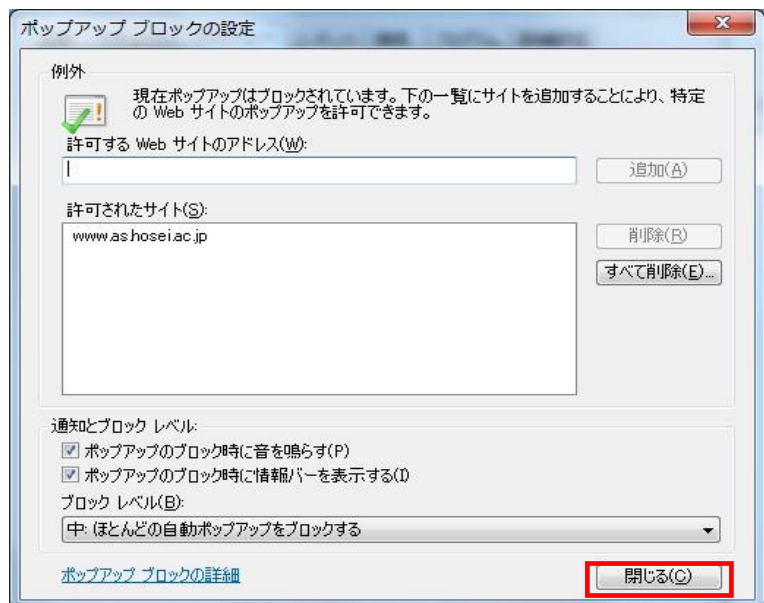 ポップアップ ブロックの設定
例外
現在ポップアップはブロックされています。下の一覧にサイトを追加することにより、特定
の Web サイトのポップアップを許可できます。
許可する Web サイトのアドレス(W):
追加(A)
許可されたサイト(S):
www.as.hosei.ac.jp
削除(R)
すべて削除(E)...
通知とブロック レベル:
ポップアップのブロック時に音を鳴らす(P)
ポップアップのブロック時に情報バーを表示する(I)
ブロック レベル(B):
中: ほとんどの自動ポップアップをブロックする
ポップアップ ブロックの詳細
閉じる(C)